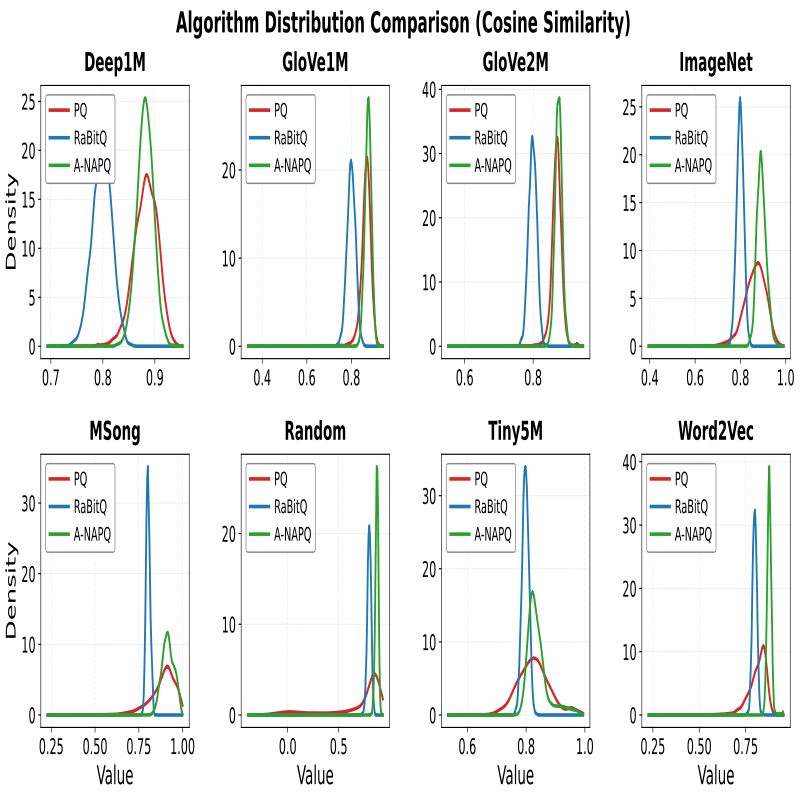 Algorithm Distribution Comparison (Cosine Similarity)
Deep1M
GloVe1M
GloVe2M
ImageNet
PQ
RaBitQ
A-NAPQ
25
20
15
10
5
0
0.7 0.8 0.9
Density
PQ
RaBitQ
A-NAPQ
20
10
0
0.4 0.6 0.8
PQ
RaBitQ
A-NAPQ
40
30
20
10
0
0.6 0.8
PQ
RaBitQ
A-NAPQ
25
20
15
10
5
0
0.4 0.6 0.8 1.0
MSong
Random
Tiny5M
Word2Vec
PQ
RaBitQ
A-NAPQ
30
20
10
0
0.25 0.50 0.75 1.00
Density
Value
PQ
RaBitQ
A-NAPQ
20
10
0
0.0 0.5
Value
PQ
RaBitQ
A-NAPQ
30
20
10
0
0.6 0.8 1.0
Value
PQ
RaBitQ
A-NAPQ
40
30
20
10
0
0.25 0.50 0.75
Value